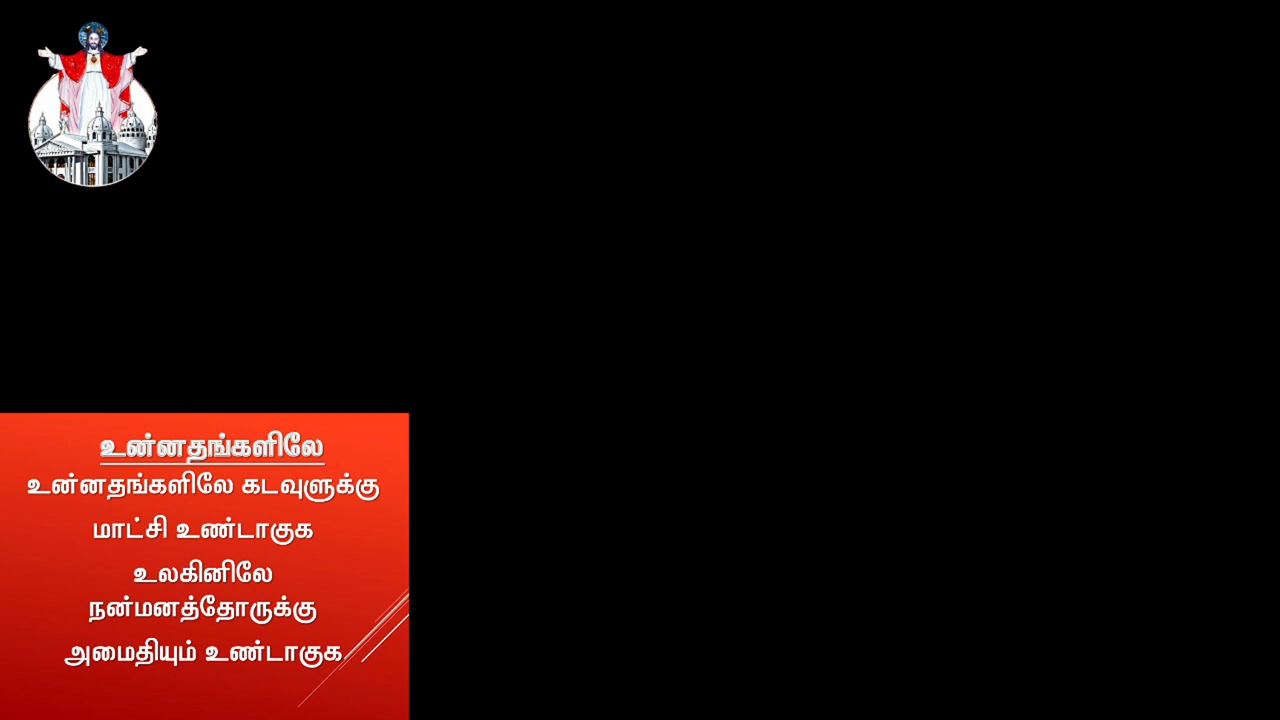 உன்னதங்களிலே
உன்னதங்களிலே கடவுளுக்கு
மாட்சி உண்டாகுக
உலகினிலே
நன்மனத்தோருக்கு
அமைதியும் உண்டாகுக